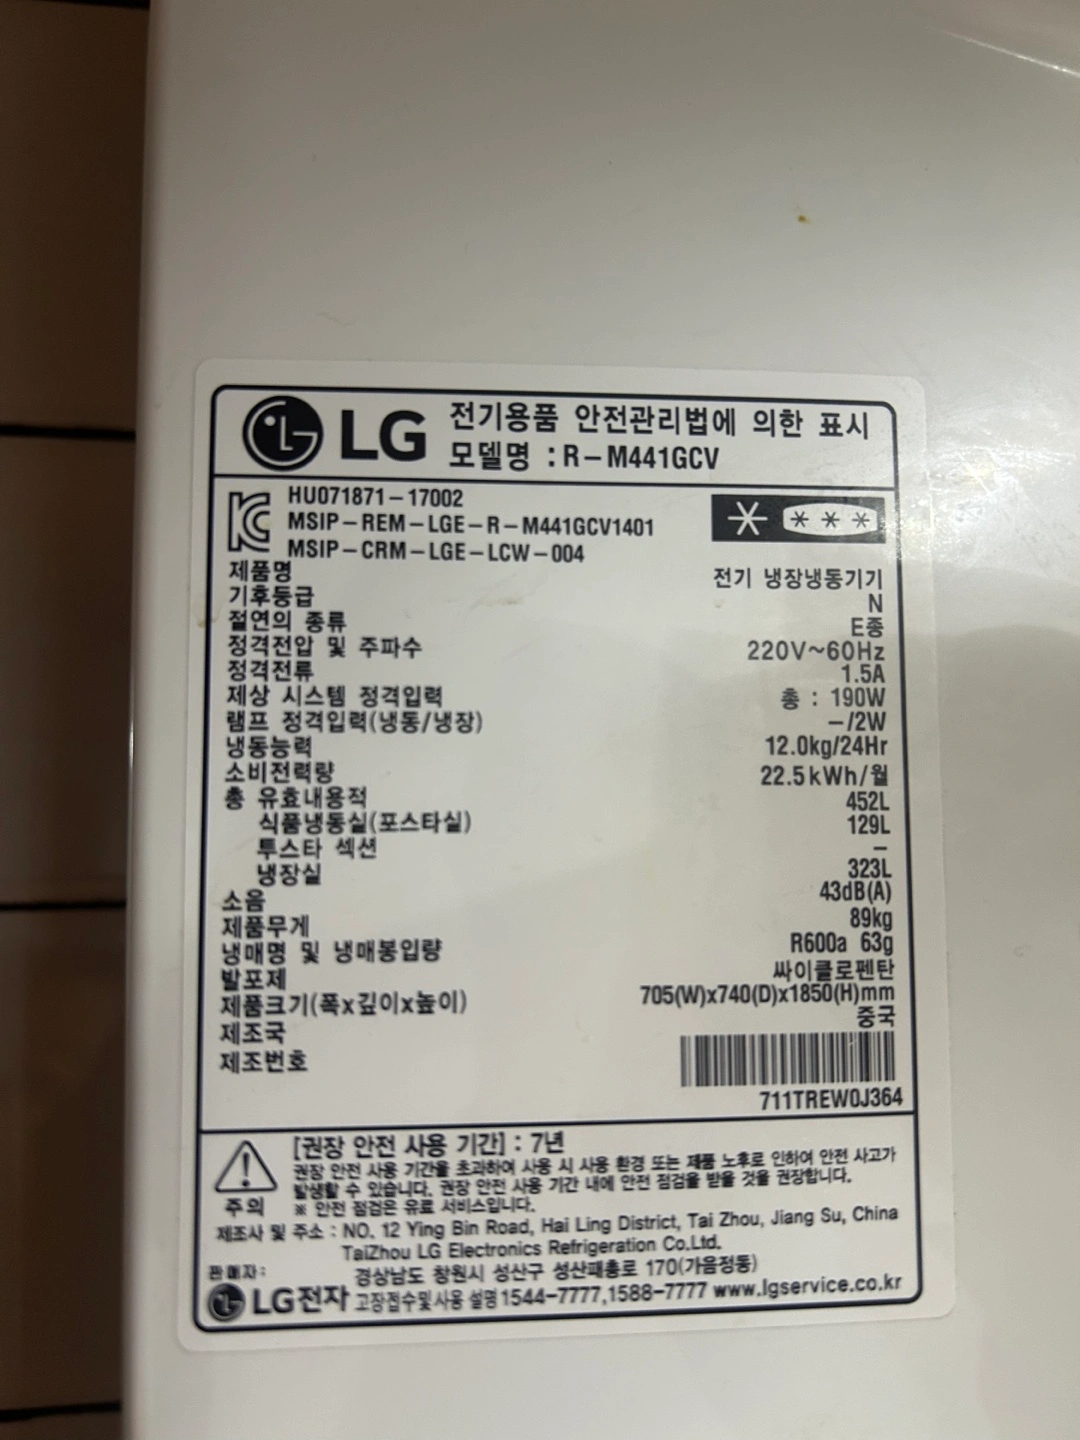 LG 전기용품 안전관리법에 의한 표시
모델명 : R-M441GCV
HU071871-17002
MSIP-REM-LGE-R-M441GCV1401
MSIP-CRM-LGE-LCW-004
제품명 전기 냉장냉동기기
기후등급 N
절연의 종류 E종
정격전압 및 주파수 220V~60Hz
정격전류 1.5A
제상 시스템 정격입력 총 : 190W
램프 정격입력(냉동/냉장) -/2W
냉동능력 12.0kg/24Hr
소비전력량 22.5kWh/월
총 유효내용적 452L
식품냉동실(포스타실) 129L
투스타 섹션 -
냉장실 323L
소음 43dB(A)
제품무게 89kg
냉매명 및 냉매봉입량 R600a 63g
발포제 싸이클로펜탄
제품크기(폭x깊이x높이) 705(W)x740(D)x1850(H)mm
제조국 중국
제조번호
711TREW0J364
[권장 안전 사용 기간] : 7년
권장 안전 사용 기간을 초과하여 사용 시 사용 환경 또는 제품 노후로 인하여 안전 사고가
발생할 수 있습니다. 권장 안전 사용 기간 내에 안전 점검을 받을 것을 권장합니다.
주의 ※ 안전 점검은 유료 서비스입니다.
제조사 및 주소 : NO. 12 Ying Bin Road, Hai Ling District, Tai Zhou, Jiang Su, China
TaiZhou LG Electronics Refrigeration Co.Ltd.
판매자: 경상남도 창원시 성산구 성산패총로 170(가음정동)
LG전자 고장접수및사용 설명1544-7777,1588-7777 www.lgservice.co.kr